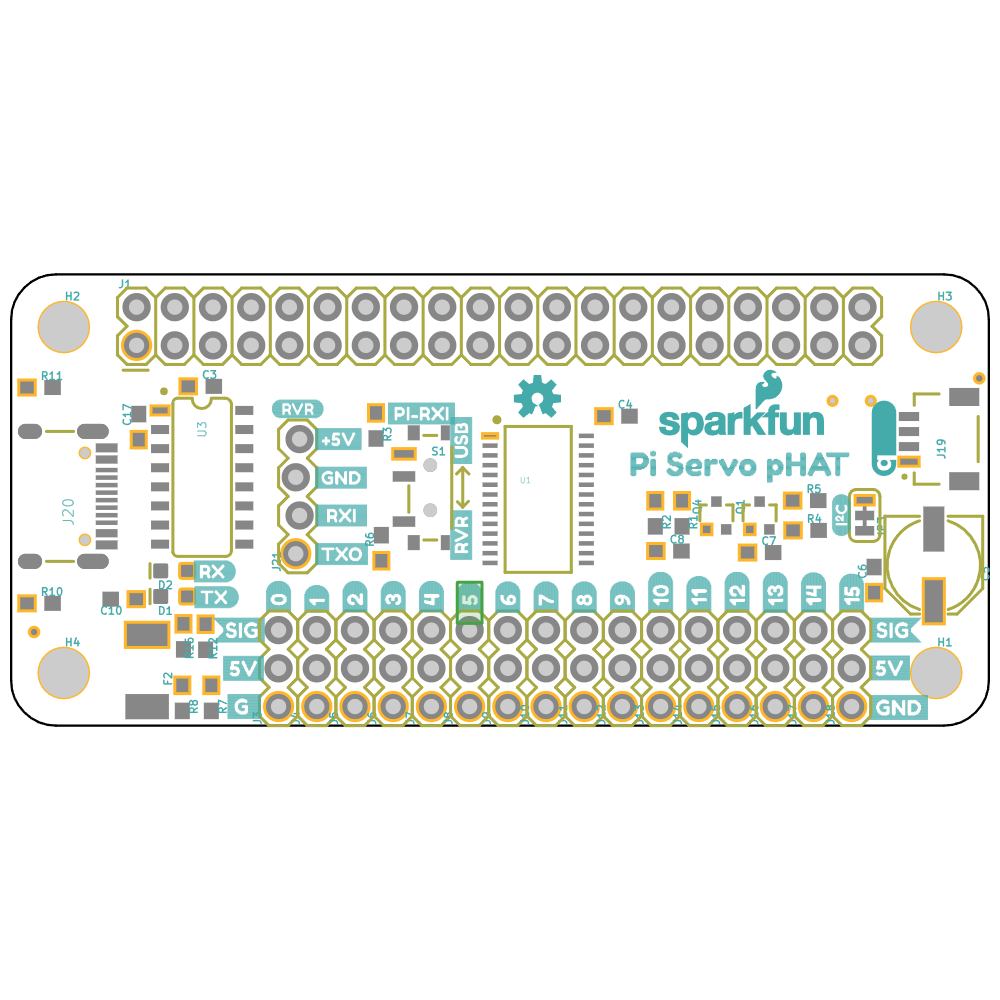 J1
H2
H3
R11
C3
C17
U3
RVR
PI-RXI
R3
USB
S1
C4
sparkfun
Pi Servo pHAT
J19
q
+5V
GND
RXI
TXO
J21
J20
U1
R6
RVR
R2
C8
Q1
C7
R5
R4
I²C
C6
RX
D2
TX
D1
R10
C10
0
1
2
3
4
5
6
7
8
9
10
11
12
13
14
15
SIG
SIG
H4
H1
5V
5V
F2
R8
R7
G
GND